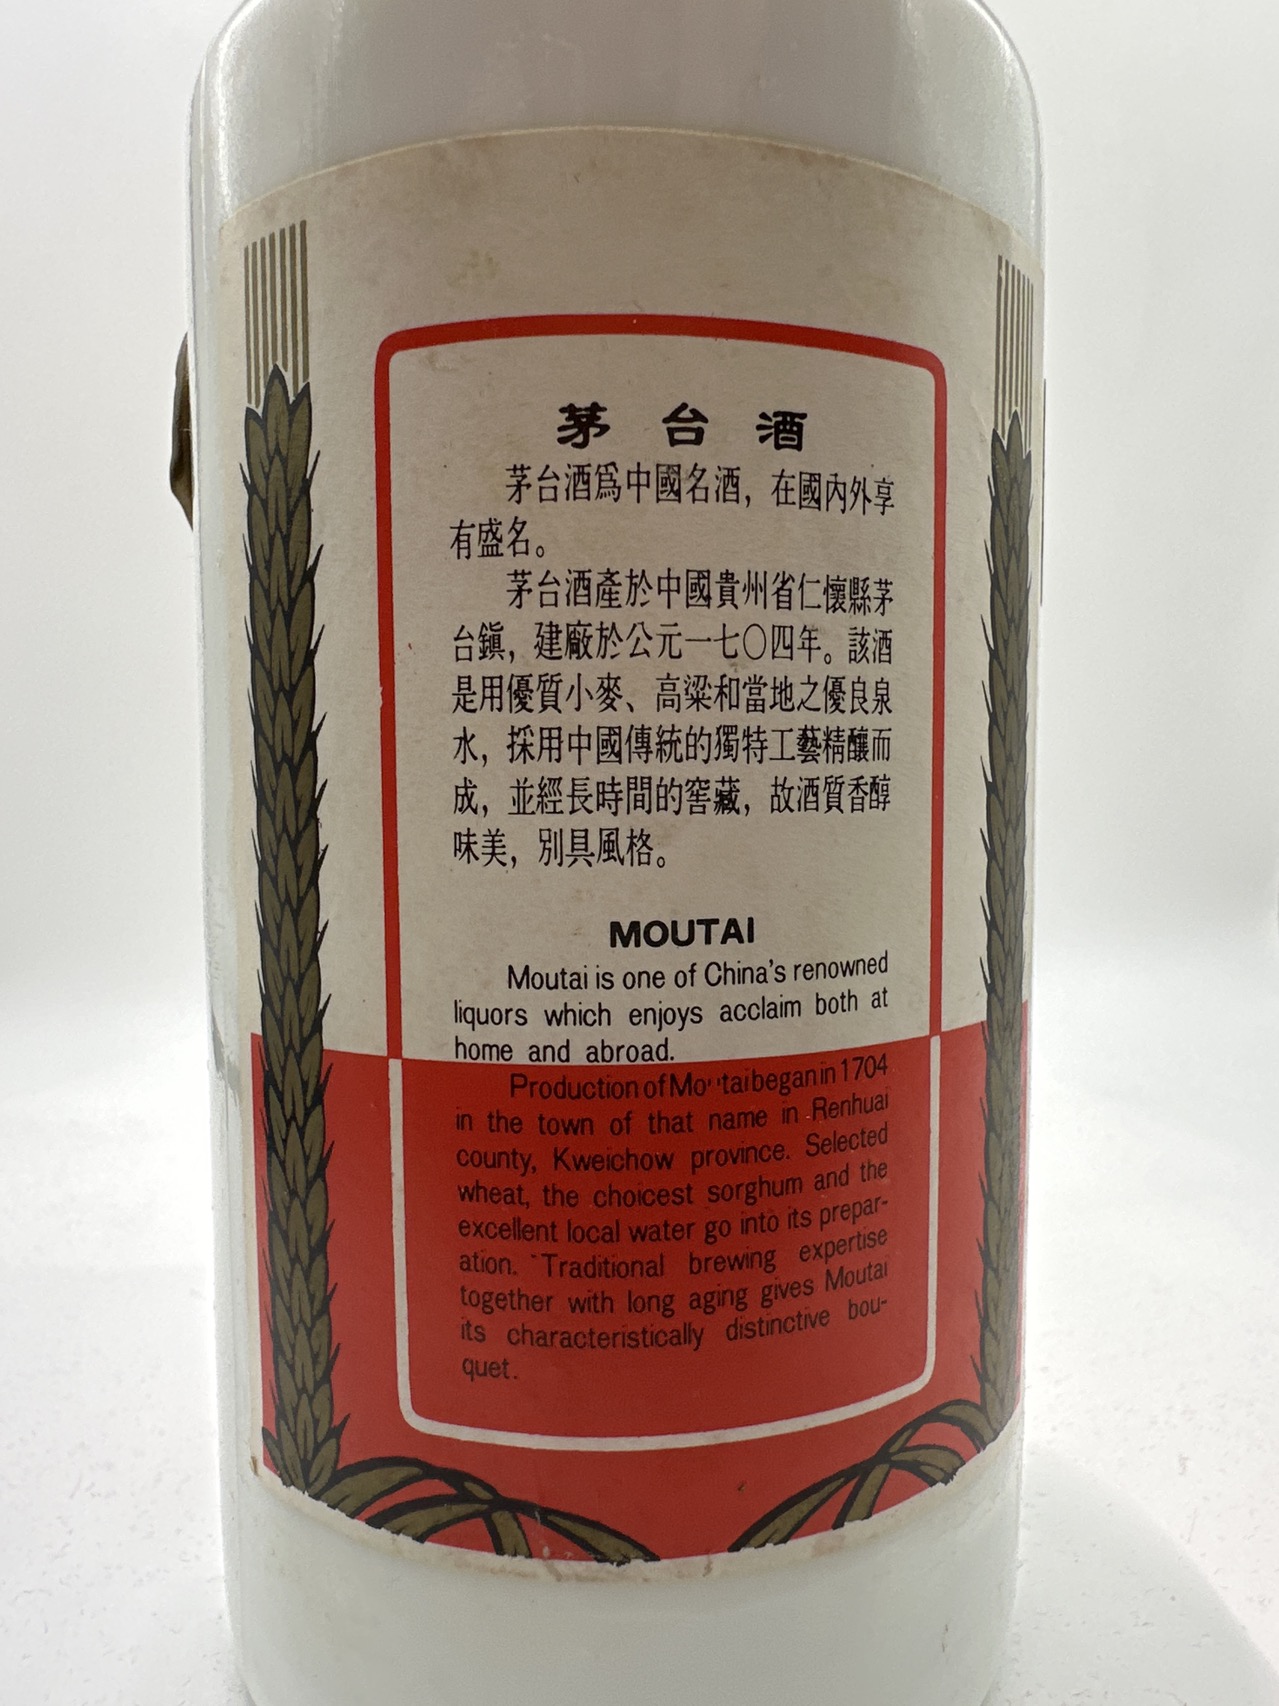 茅台酒
茅台酒爲中國名酒，在國內外享
有盛名。
茅台酒產於中國貴州省仁懷縣茅
台鎮，建廠於公元一七〇四年。該酒
是用優質小麥、高粱和當地之優良泉
水，採用中國傳統的獨特工藝精釀而
成，並經長時間的窖藏，故酒質香醇
味美，別具風格。
MOUTAI
Moutai is one of China's renowned
liquors which enjoys acclaim both at
home and abroad.
Production of Moutai began in 1704
in the town of that name in Renhuai
county, Kweichow province. Selected
wheat, the choicest sorghum and the
excellent local water go into its prepar-
ation. Traditional brewing expertise
together with long aging gives Moutai
its characteristically distinctive bou-
quet.